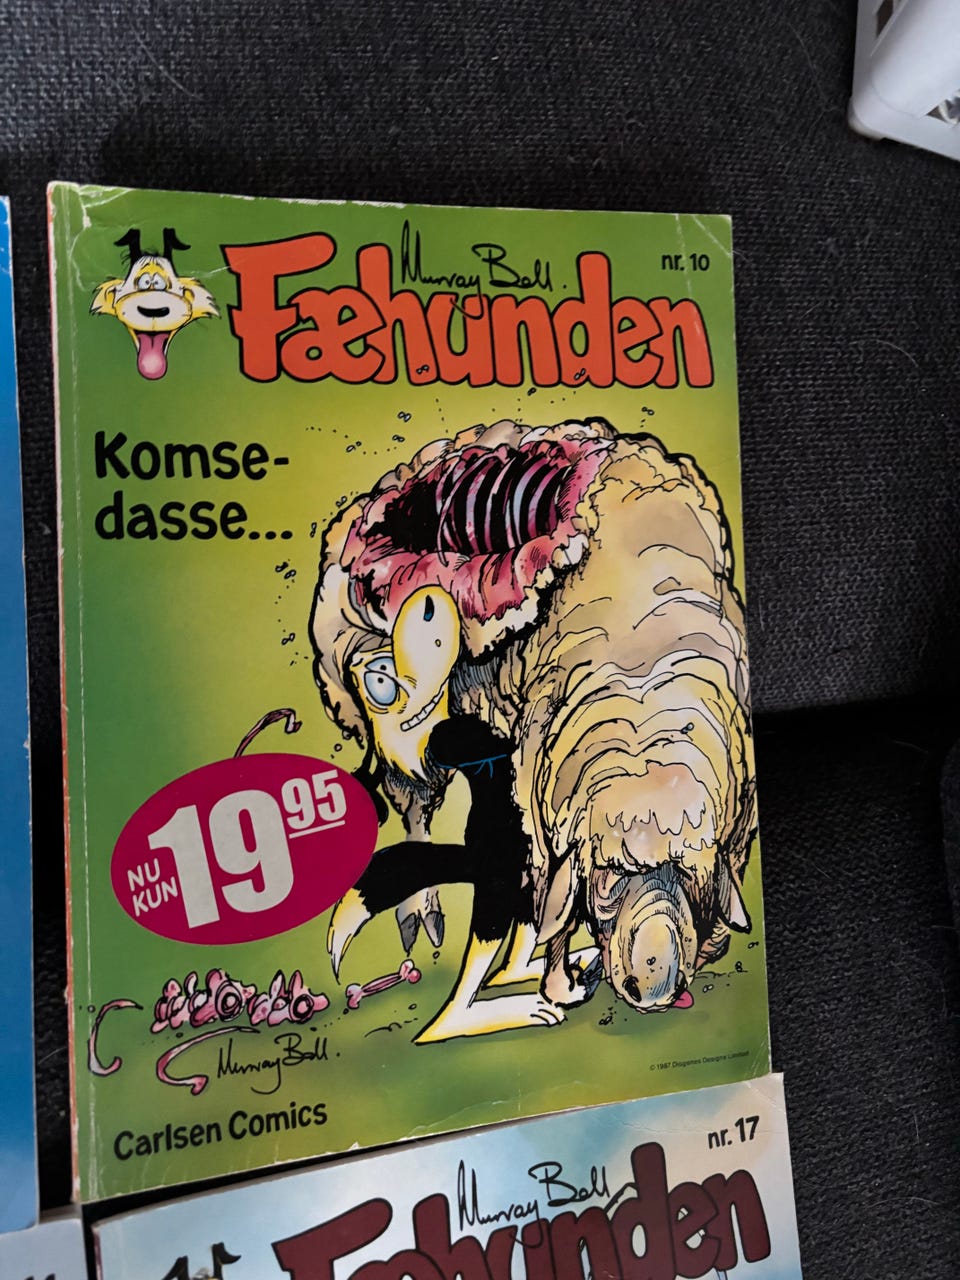 Murray Ball.
nr. 10
Fæhunden
Komse-
dasse...
NU
KUN
19 95
Murray Ball.
© 1987 Diogenes Designs Limited
Carlsen Comics
nr. 17
Murray Ball
Fæhunden